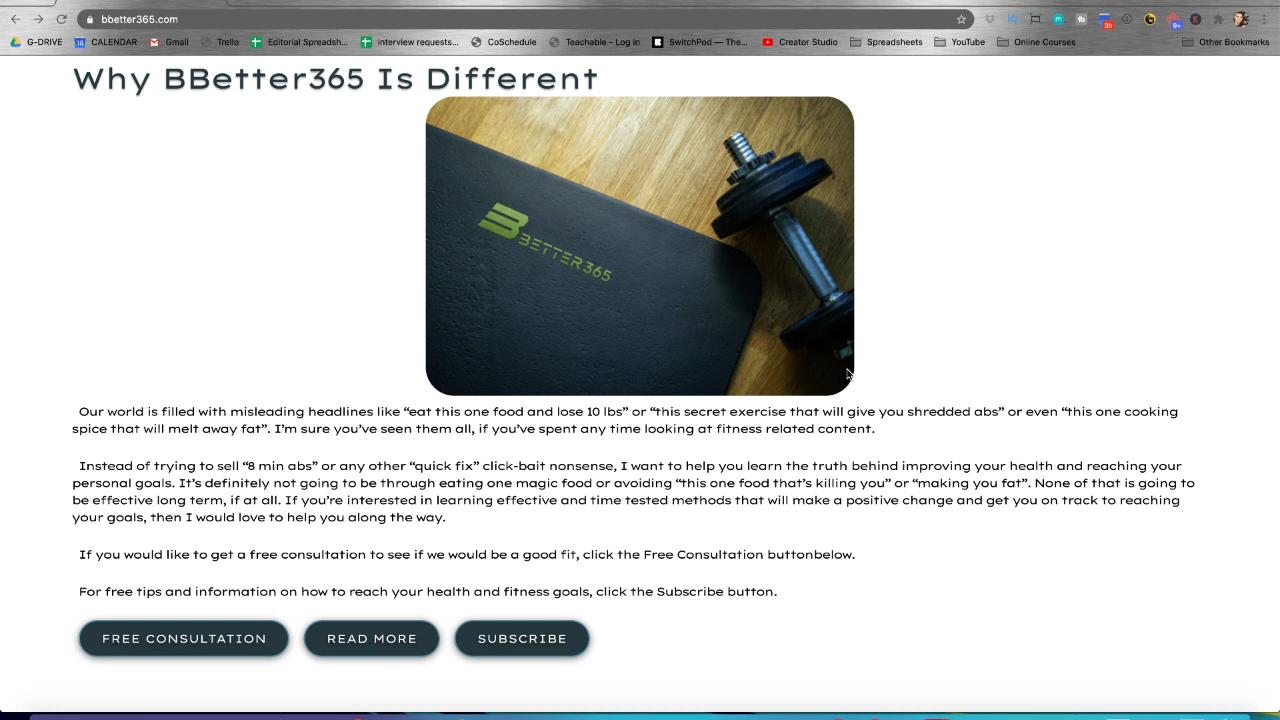 bbetter365.com
G-DRIVE CALENDAR Gmail Trello Editorial Spreadsh... interview requests... CoSchedule Teachable – Log in SwitchPod — The... Creator Studio Spreadsheets YouTube Online Courses Other Bookmarks
Why BBetter365 Is Different
BETTER365
Our world is filled with misleading headlines like “eat this one food and lose 10 lbs” or “this secret exercise that will give you shredded abs” or even “this one cooking
spice that will melt away fat”. I’m sure you’ve seen them all, if you’ve spent any time looking at fitness related content.
Instead of trying to sell “8 min abs” or any other “quick fix” click-bait nonsense, I want to help you learn the truth behind improving your health and reaching your
personal goals. It’s definitely not going to be through eating one magic food or avoiding “this one food that’s killing you” or “making you fat”. None of that is going to
be effective long term, if at all. If you’re interested in learning effective and time tested methods that will make a positive change and get you on track to reaching
your goals, then I would love to help you along the way.
If you would like to get a free consultation to see if we would be a good fit, click the Free Consultation buttonbelow.
For free tips and information on how to reach your health and fitness goals, click the Subscribe button.
FREE CONSULTATION READ MORE SUBSCRIBE